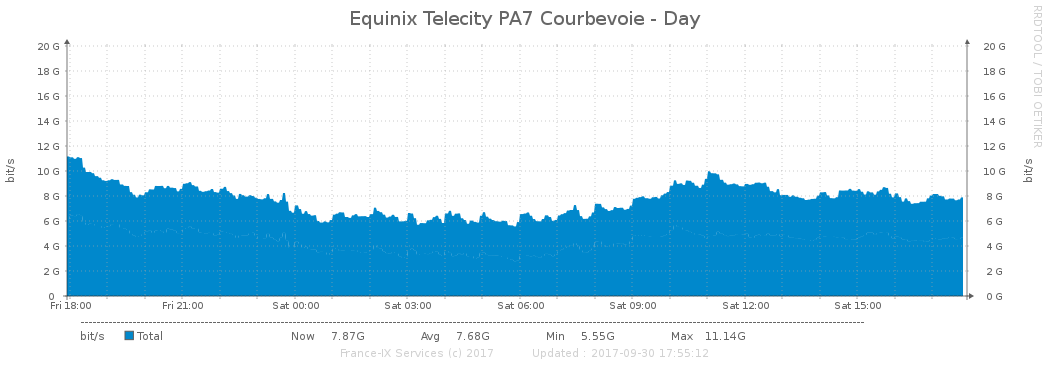 Equinix Telecity PA7 Courbevoie - Day
RRDTOOL / TOBI OETIKER
bit/s
20 G 20 G
18 G 18 G
16 G 16 G
14 G 14 G
12 G 12 G
10 G 10 G
8 G 8 G
6 G 6 G
4 G 4 G
2 G 2 G
0 0 G
bit/s
Fri 18:00 Fri 21:00 Sat 00:00 Sat 03:00 Sat 06:00 Sat 09:00 Sat 12:00 Sat 15:00
bit/s Total Now 7.87G Avg 7.68G Min 5.55G Max 11.14G
France-IX Services (c) 2017 Updated : 2017-09-30 17:55:12